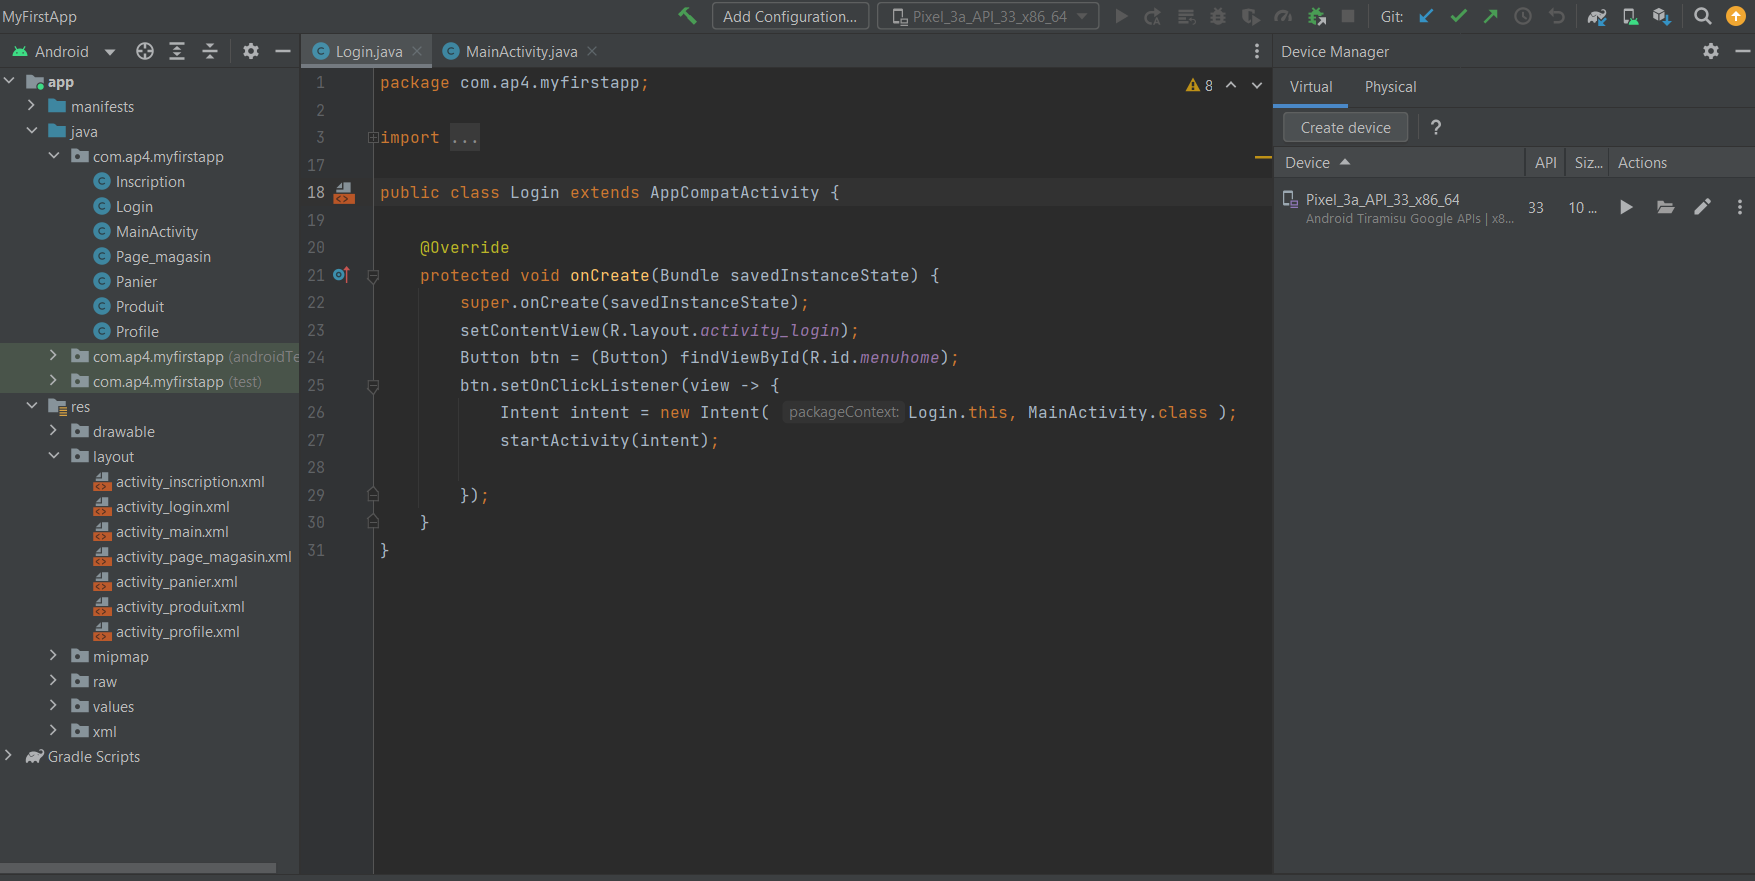 MyFirstApp
Add Configuration...
Pixel_3a_API_33_x86_64
Git:
Android
Login.java
MainActivity.java
Device Manager
app
manifests
java
com.ap4.myfirstapp
Inscription
Login
MainActivity
Page_magasin
Panier
Produit
Profile
com.ap4.myfirstapp (androidTe
com.ap4.myfirstapp (test)
res
drawable
layout
activity_inscription.xml
activity_login.xml
activity_main.xml
activity_page_magasin.xml
activity_panier.xml
activity_produit.xml
activity_profile.xml
mipmap
raw
values
xml
Gradle Scripts
1 package com.ap4.myfirstapp;
8
2
3 import ...
17
18 public class Login extends AppCompatActivity {
19
20 @Override
21 protected void onCreate(Bundle savedInstanceState) {
22 super.onCreate(savedInstanceState);
23 setContentView(R.layout.activity_login);
24 Button btn = (Button) findViewById(R.id.menuhome);
25 btn.setOnClickListener(view -> {
26 Intent intent = new Intent( packageContext: Login.this, MainActivity.class );
27 startActivity(intent);
28
29 });
30 }
31 }
Virtual Physical
Create device ?
Device API Siz... Actions
Pixel_3a_API_33_x86_64 33 10 ...
Android Tiramisu Google APIs | x8...